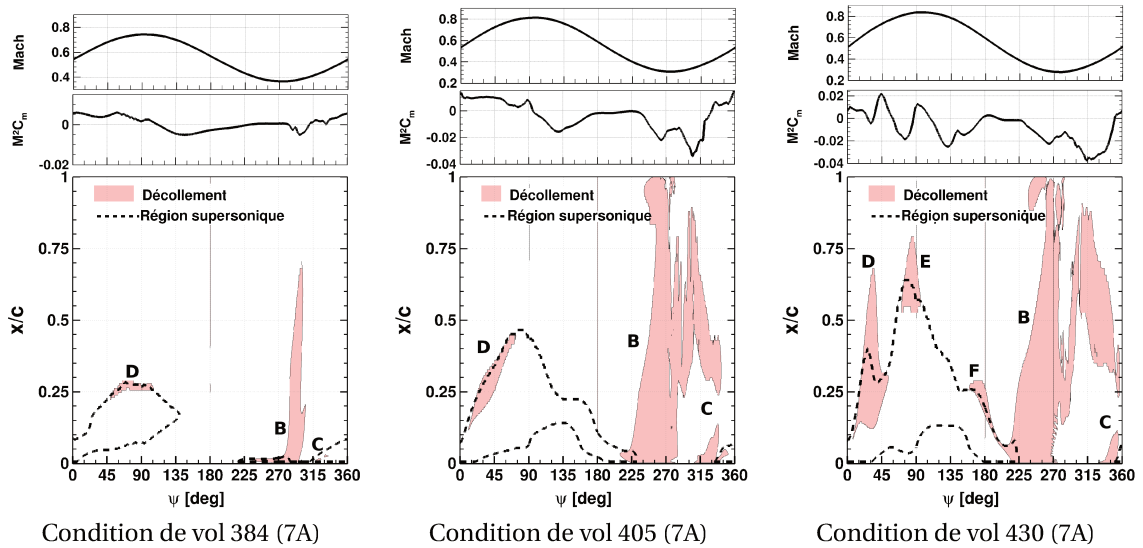 0.8
0.6
0.4
Mach
0
-0.02
M²Cm
1
0.75
0.5
0.25
0
x/c
Décollement
Région supersonique
D
B
C
0 45 90 135 180 225 270 315 360
ψ [deg]
Condition de vol 384 (7A)
0.8
0.6
0.4
0.2
Mach
0
-0.02
-0.04
M²Cm
1
0.75
0.5
0.25
0
x/c
Décollement
Région supersonique
D
B
C
0 45 90 135 180 225 270 315 360
ψ [deg]
Condition de vol 405 (7A)
0.8
0.6
0.4
0.2
Mach
0.02
0
-0.02
-0.04
M²Cm
1
0.75
0.5
0.25
0
x/c
Décollement
Région supersonique
D
E
B
F
C
0 45 90 135 180 225 270 315 360
ψ [deg]
Condition de vol 430 (7A)